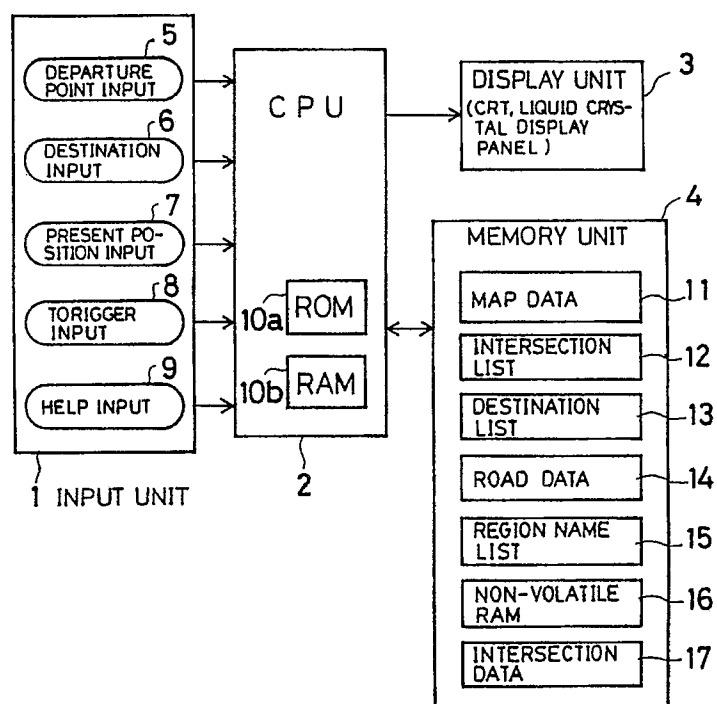 5
DEPARTURE
POINT INPUT
6
DESTINATION
INPUT
7
PRESENT PO-
SITION INPUT
8
TORIGGER
INPUT
9
HELP INPUT
1 INPUT UNIT
CPU
10a ROM
10b RAM
2
DISPLAY UNIT
(CRT, LIQUID CRYS-
TAL DISPLAY
PANEL)
3
4
MEMORY UNIT
MAP DATA 11
INTERSECTION
LIST 12
DESTINATION
LIST 13
ROAD DATA 14
REGION NAME
LIST 15
NON-VOLATILE
RAM 16
INTERSECTION
DATA 17